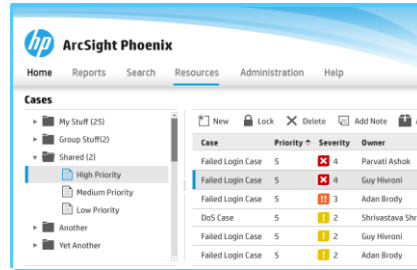 hp ArcSight Phoenix
Home Reports Search Resources Administration Help
Cases
My Stuff (25)
Group Stuff(2)
Shared (2)
High Priority
Medium Priority
Low Priority
Another
Yet Another
New Lock Delete Add Note
Case Priority Severity Owner
Failed Login Case 5 4 Parvati Ashok
Failed Login Case 5 4 Guy Hivroni
Failed Login Case 5 !! 3 Adan Brody
DoS Case 5 ! 2 Shrivastava Shr
Failed Login Case 5 ! 2 Guy Hivroni
Failed Login Case 5 ! 2 Adan Brody